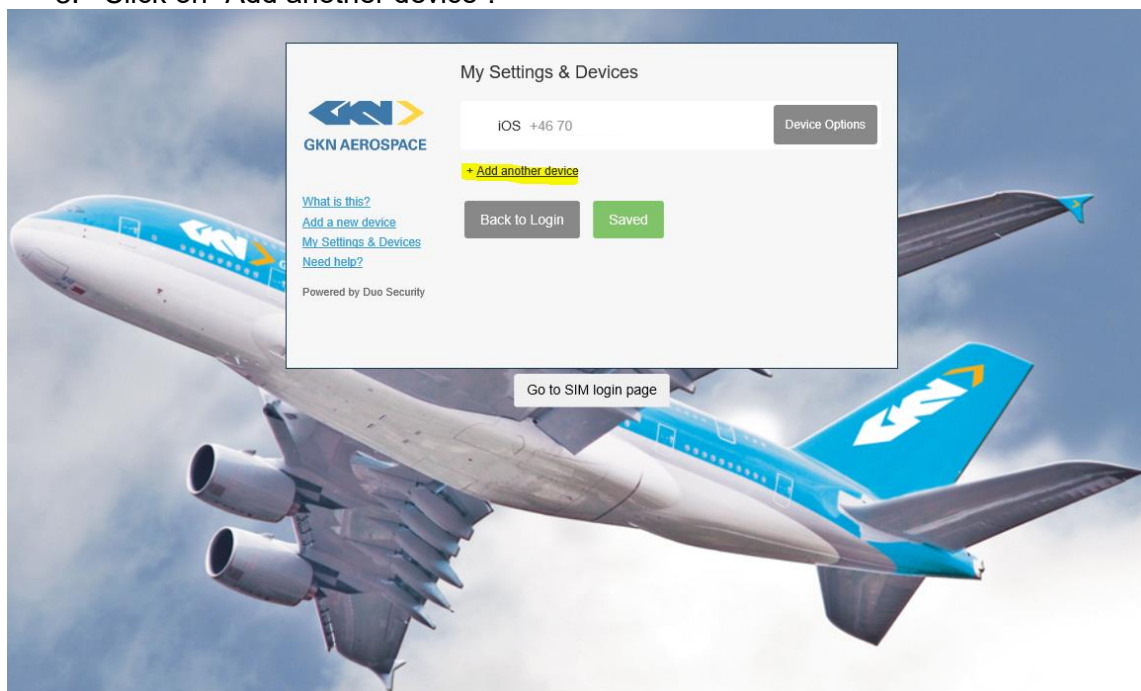 Click on "Add another device".
My Settings & Devices
GKN AEROSPACE
iOS +46 70
Device Options
+ Add another device
What is this?
Add a new device
My Settings & Devices
Need help?
Powered by Duo Security
Back to Login
Saved
Go to SIM login page
GKN